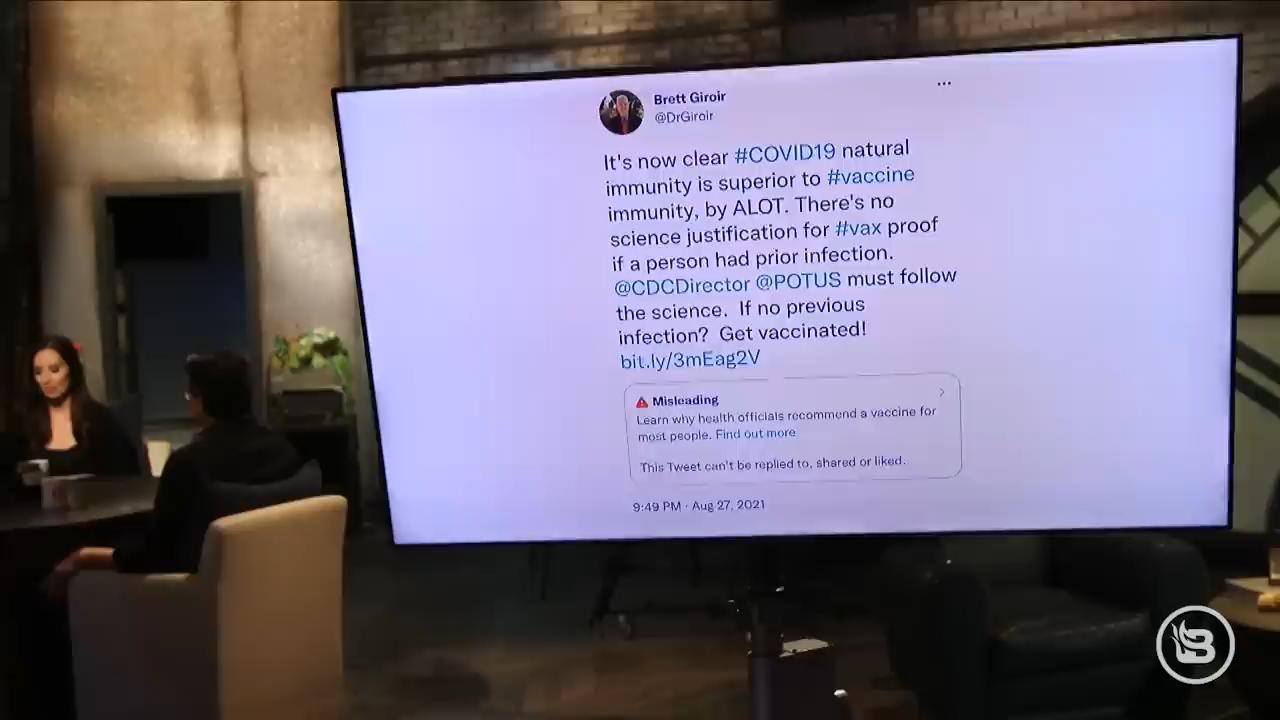 Brett Giroir
@DrGiroir
...
It's now clear #COVID19 natural
immunity is superior to #vaccine
immunity, by ALOT. There's no
science justification for #vax proof
if a person had prior infection.
@CDCDirector @POTUS must follow
the science. If no previous
infection? Get vaccinated!
bit.ly/3mEag2V
Misleading
Learn why health officials recommend a vaccine for
most people. Find out more
This Tweet can't be replied to, shared or liked.
9:49 PM · Aug 27, 2021
B